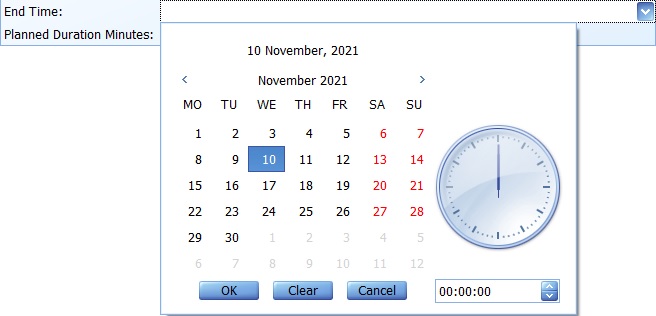 End Time:
Planned Duration Minutes:
10 November, 2021
November 2021
MO TU WE TH FR SA SU
1 2 3 4 5 6 7
8 9 10 11 12 13 14
15 16 17 18 19 20 21
22 23 24 25 26 27 28
29 30 1 2 3 4 5
6 7 8 9 10 11 12
OK Clear Cancel 00:00:00